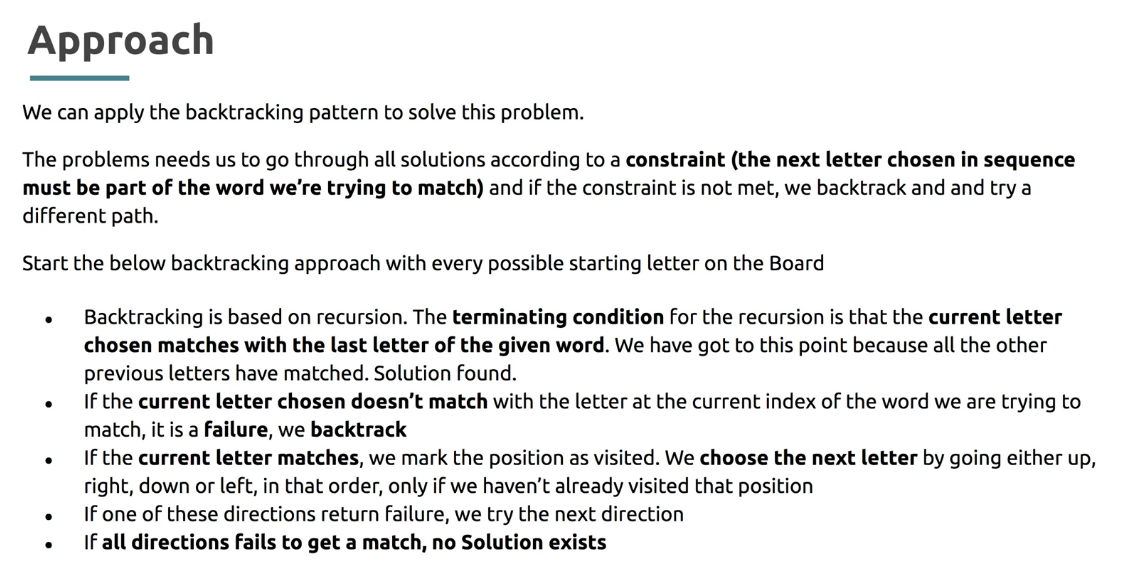 Approach
We can apply the backtracking pattern to solve this problem.
The problems needs us to go through all solutions according to a constraint (the next letter chosen in sequence
must be part of the word we're trying to match) and if the constraint is not met, we backtrack and and try a
different path.
Start the below backtracking approach with every possible starting letter on the Board
• Backtracking is based on recursion. The terminating condition for the recursion is that the current letter
chosen matches with the last letter of the given word. We have got to this point because all the other
previous letters have matched. Solution found.
• If the current letter chosen doesn't match with the letter at the current index of the word we are trying to
match, it is a failure, we backtrack
• If the current letter matches, we mark the position as visited. We choose the next letter by going either up,
right, down or left, in that order, only if we haven't already visited that position
• If one of these directions return failure, we try the next direction
• If all directions fails to get a match, no Solution exists